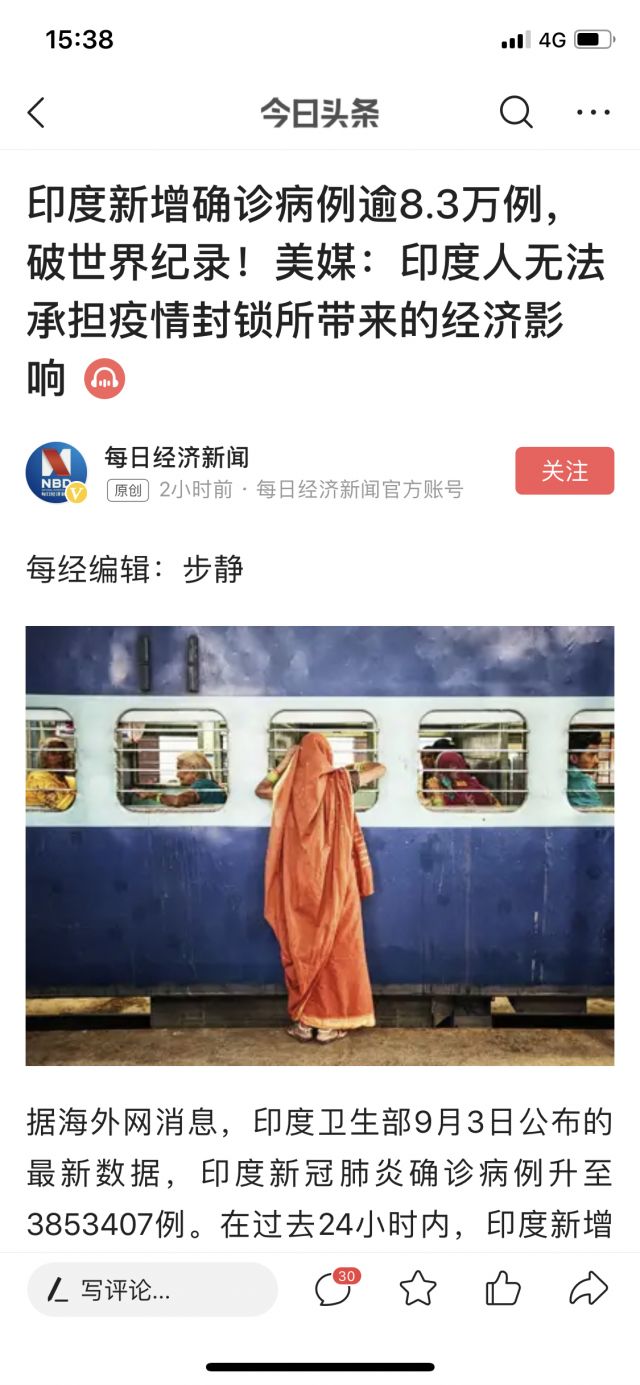 15:38
4G
今日头条
印度新增确诊病例逾8.3万例，
破世界纪录！美媒：印度人无法
承担疫情封锁所带来的经济影
响
每日经济新闻
关注
NBD
V
原创 2小时前 · 每日经济新闻官方账号
每经编辑：步静
据海外网消息，印度卫生部9月3日公布的
最新数据，印度新冠肺炎确诊病例升至
3853407例。在过去24小时内，印度新增
写评论...
30